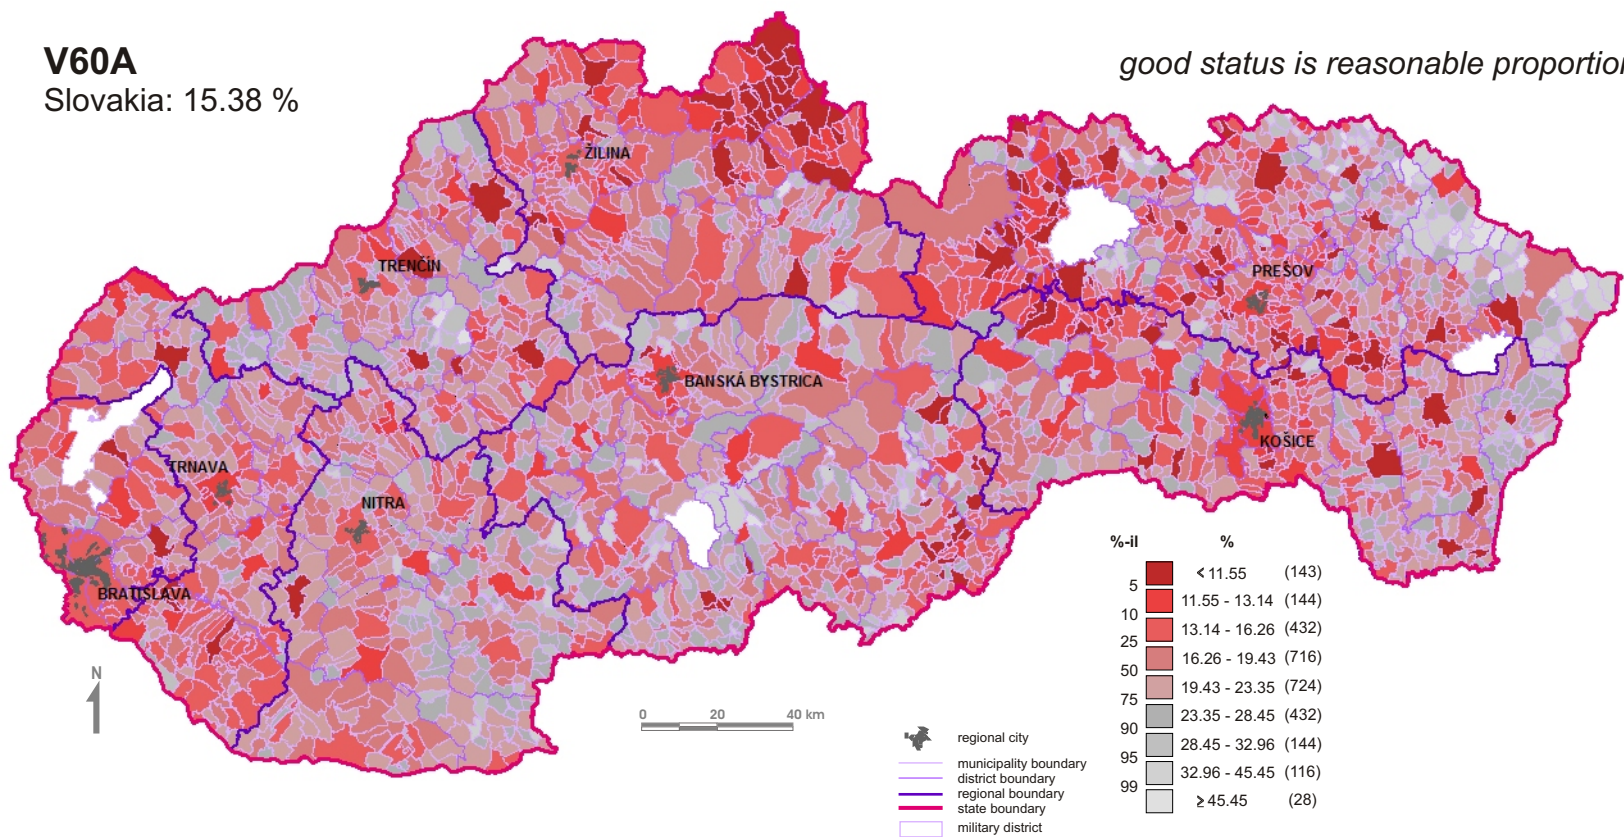 V60A
Slovakia: 15.38 %
good status is reasonable proportion
ŽILINA
TRENČÍN
PREŠOV
BANSKÁ BYSTRICA
KOŠICE
TRNAVA
NITRA
BRATISLAVA
N
0 20 40 km
regional city
municipality boundary
district boundary
regional boundary
state boundary
military district
%-il %
< 11.55 (143)
5
11.55 - 13.14 (144)
10
13.14 - 16.26 (432)
25
16.26 - 19.43 (716)
50
19.43 - 23.35 (724)
75
23.35 - 28.45 (432)
90
28.45 - 32.96 (144)
95
32.96 - 45.45 (116)
99
≥ 45.45 (28)